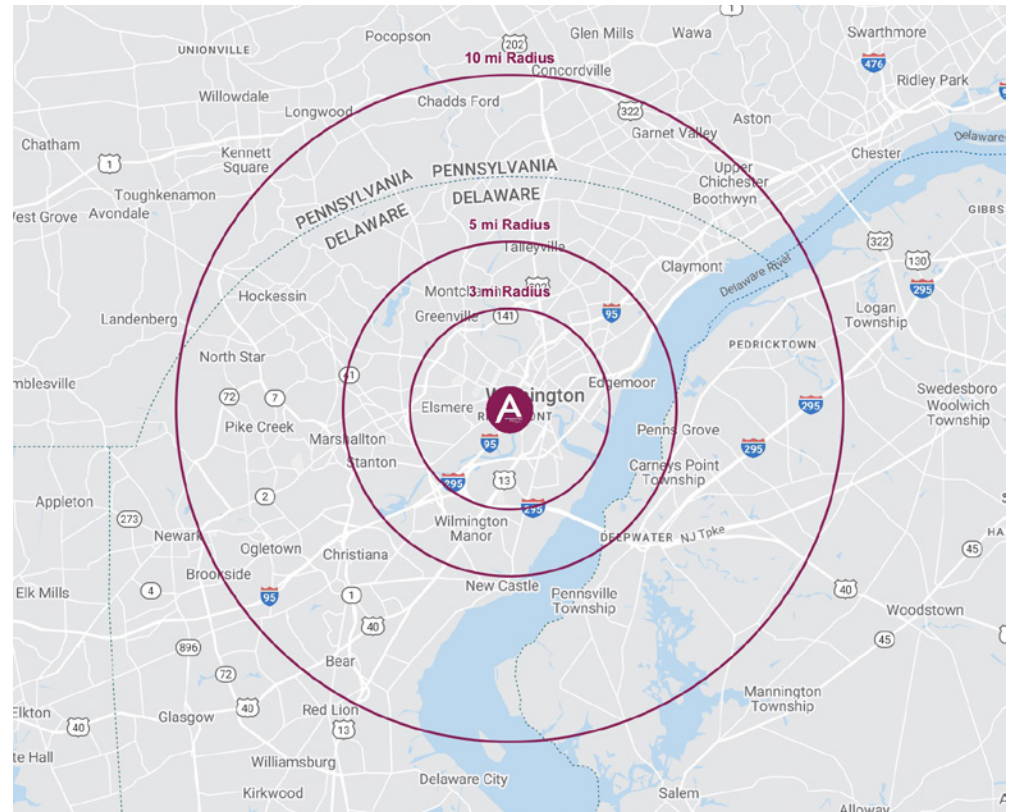 1
Pocopson
202
Glen Mills
Wawa
Swarthmore
UNIONVILLE
10 mi Radius
Concordville
476
Ridley Park
Willowdale
Longwood
Chadds Ford
322
Aston
Garnet Valley
Delaware
Chatham
1
Kennett
Square
Chester
PENNSYLVANIA
PENNSYLVANIA
Upper
Chichester
Boothwyn
Toughkenamon
Avondale
DELAWARE
DELAWARE
GIBBS
5 mi Radius
Talleyville
322
130
Claymont
Delaware River
295
Hockessin
3 mi Radius
Greenville
141
95
Logan
Township
Landenberg
North Star
PEDRICKTOWN
41
72
7
Elsmere
Edgemoor
A
295
Swedesboro
Woolwich
Township
Pike Creek
Marshallton
Stanton
95
Penns Grove
295
Carneys Point
Township
295
13
295
Appleton
2
273
Newark
Wilmington
Manor
DEEPWATER
NJ Tpke
45
Ogletown
Christiana
Brookside
New Castle
Pennsville
Township
Elk Mills
4
95
1
40
40
Woodstown
896
45
Bear
72
Mannington
Township
Elkton
40
Glasgow
40
Red Lion
13
Williamsburg
Delaware City
Kirkwood
Salem
Alloway